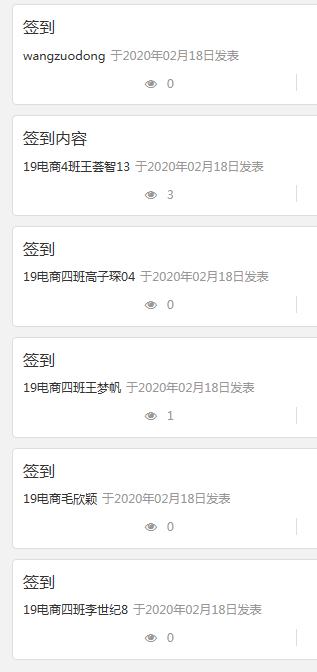 签到
wangzuodong 于2020年02月18日发表
0
签到内容
19电商4班王荟智13 于2020年02月18日发表
3
签到
19电商四班高子琛04 于2020年02月18日发表
0
签到
19电商四班王梦帆 于2020年02月18日发表
1
签到
19电商毛欣颖 于2020年02月18日发表
0
签到
19电商四班李世纪8 于2020年02月18日发表
0